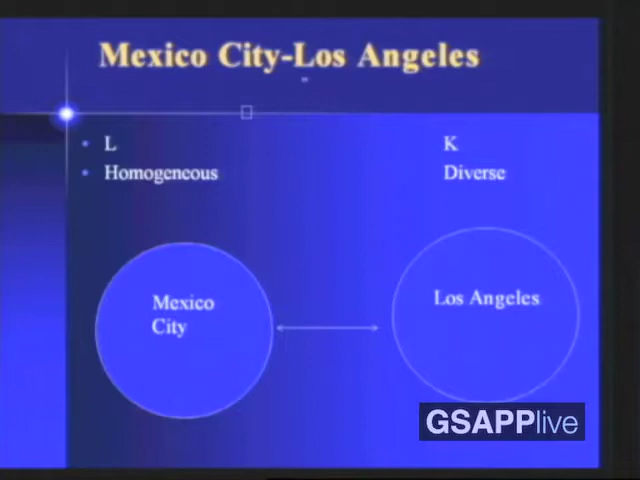 Mexico City-Los Angeles
L K
Homogeneous Diverse
Mexico
City
Los Angeles
GSAPPlive